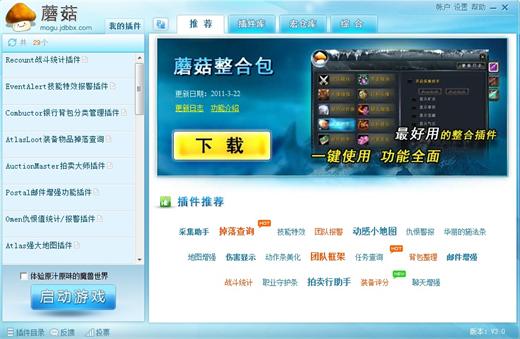 蘑菇
mogu.jdbbx.com
我的插件
推荐
插件库
宏仓库
综合
帐户 设置 帮助
共 29个
Recount战斗统计插件
EventAlert技能特效报警插件
Combuctor银行背包分类管理插件
AtlasLoot装备物品掉落查询
AuctionMaster拍卖大师插件
Postal邮件增强功能插件
Omen仇恨值统计/报警插件
Atlas强大地图插件
体验原汁原味的魔兽世界
启动游戏
蘑菇整合包
更新日期: 2011-3-22
更新日志 功能介绍
下载
最好用的整合插件
一键使用 功能全面
插件推荐
采集助手 掉落查询 HOT 技能特效 团队报警 动感小地图 仇恨警报 华丽的施法条
地图增强 伤害显示 动作条美化 团队框架 任务查询 HOT 背包整理 邮件增强
战斗统计 职业守护条 拍卖行助手 装备评分 NEW 聊天增强
插件目录 反馈 投票
版本: V3.0